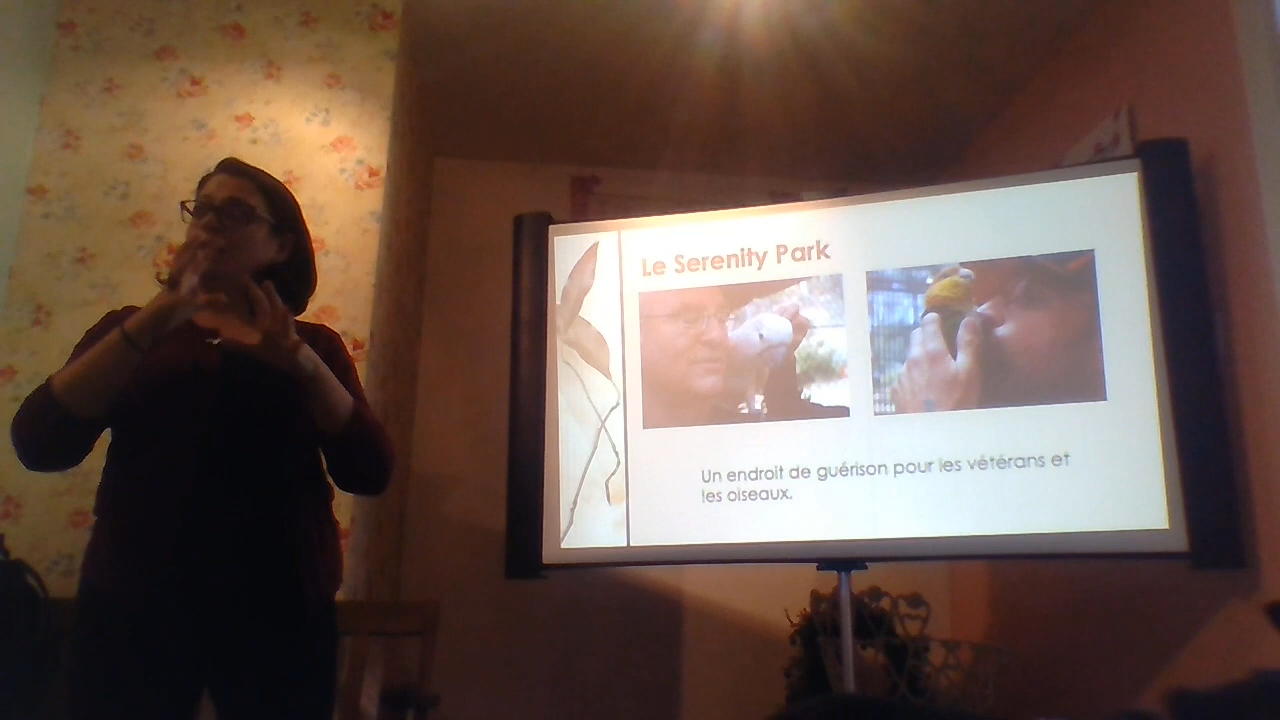 Le Serenity Park
Un endroit de guérison pour les vétérans et
les oiseaux.